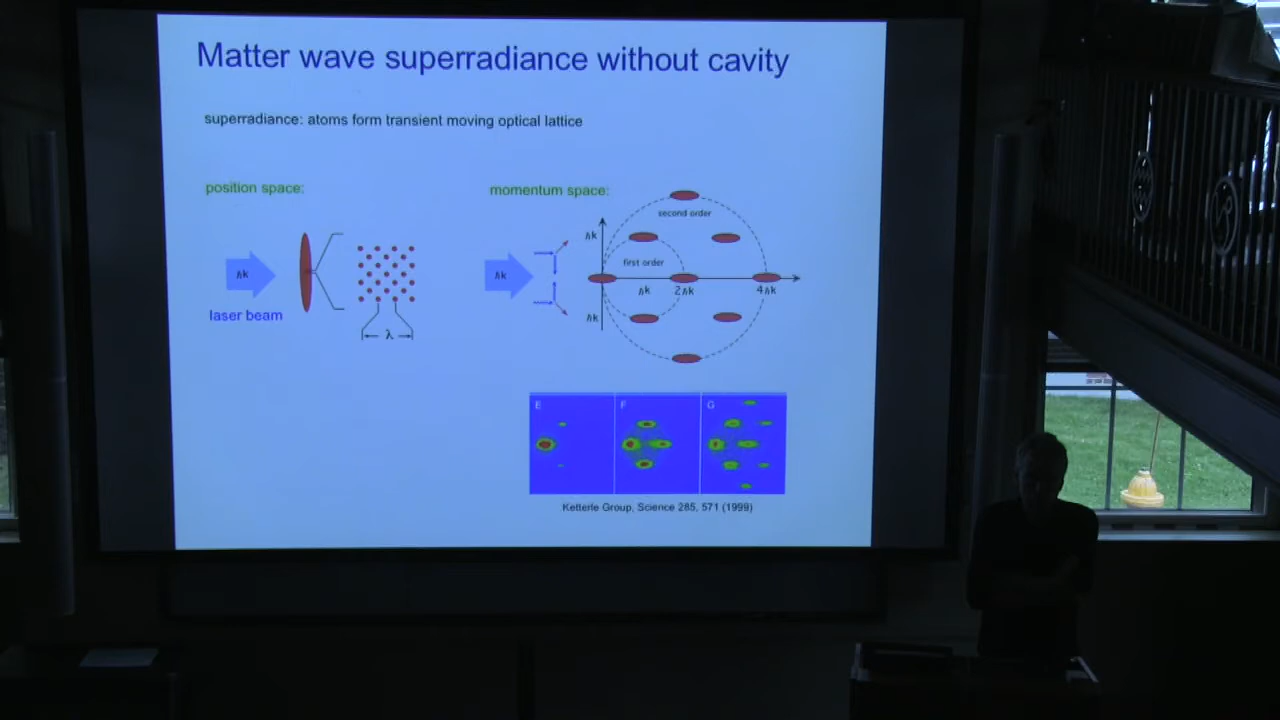 Matter wave superradiance without cavity
superradiance: atoms form transient moving optical lattice
position space:
momentum space:
second order
ħk
first order
ħk
ħk
ħk
2ħk
4ħk
laser beam
ħk
λ
E
F
G
Ketterle Group, Science 285, 571 (1999)